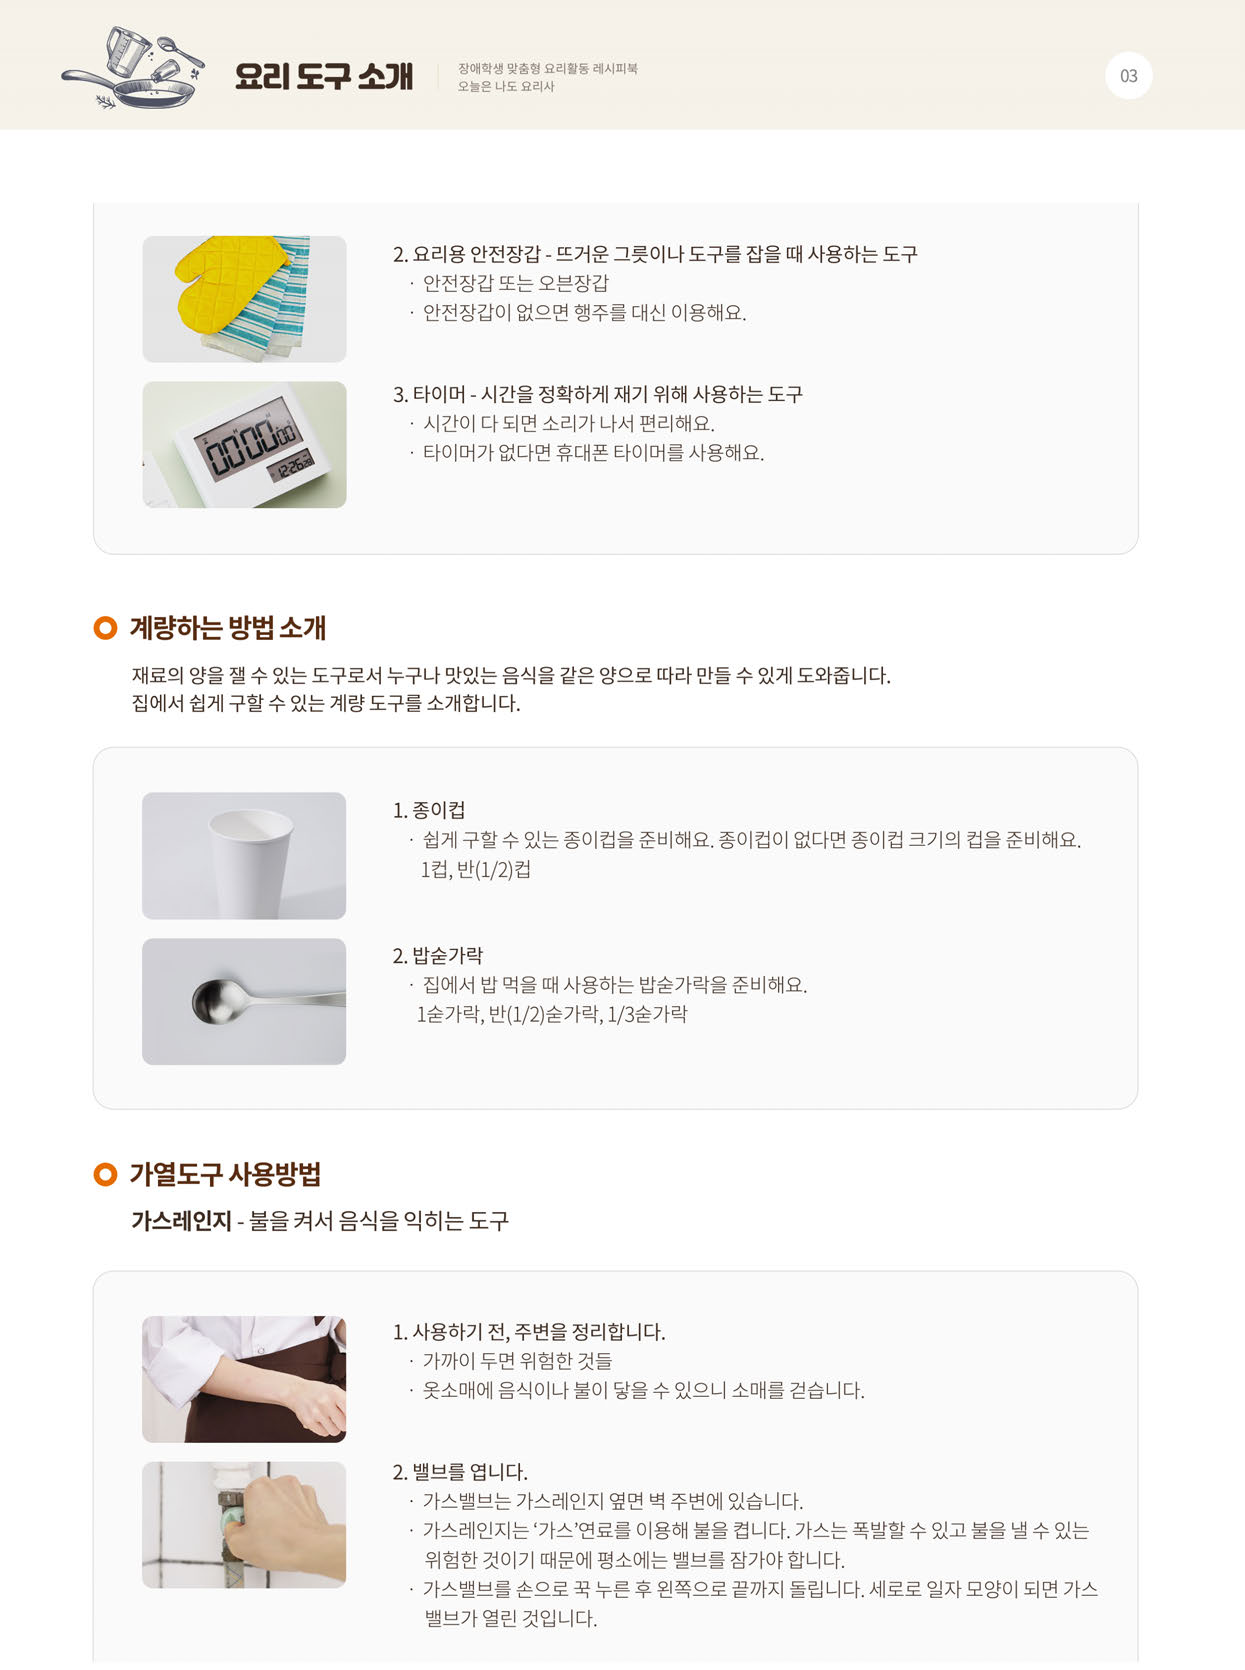 요리 도구 소개
장애학생 맞춤형 요리활동 레시피북
오늘은 나도 요리사
03
2. 요리용 안전장갑 - 뜨거운 그릇이나 도구를 잡을 때 사용하는 도구
· 안전장갑 또는 오븐장갑
· 안전장갑이 없으면 행주를 대신 이용해요.
00:00 00
12:26 28
3. 타이머 - 시간을 정확하게 재기 위해 사용하는 도구
· 시간이 다 되면 소리가 나서 편리해요.
· 타이머가 없다면 휴대폰 타이머를 사용해요.
계량하는 방법 소개
재료의 양을 잴 수 있는 도구로서 누구나 맛있는 음식을 같은 양으로 따라 만들 수 있게 도와줍니다.
집에서 쉽게 구할 수 있는 계량 도구를 소개합니다.
1. 종이컵
· 쉽게 구할 수 있는 종이컵을 준비해요. 종이컵이 없다면 종이컵 크기의 컵을 준비해요.
1컵, 반(1/2)컵
2. 밥숟가락
· 집에서 밥 먹을 때 사용하는 밥숟가락을 준비해요.
1숟가락, 반(1/2)숟가락, 1/3숟가락
가열도구 사용방법
가스레인지 - 불을 켜서 음식을 익히는 도구
1. 사용하기 전, 주변을 정리합니다.
· 가까이 두면 위험한 것들
· 옷소매에 음식이나 불이 닿을 수 있으니 소매를 걷습니다.
2. 밸브를 엽니다.
· 가스밸브는 가스레인지 옆면 벽 주변에 있습니다.
· 가스레인지는 ‘가스’연료를 이용해 불을 켭니다. 가스는 폭발할 수 있고 불을 낼 수 있는
위험한 것이기 때문에 평소에는 밸브를 잠가야 합니다.
· 가스밸브를 손으로 꾹 누른 후 왼쪽으로 끝까지 돌립니다. 세로로 일자 모양이 되면 가스
밸브가 열린 것입니다.